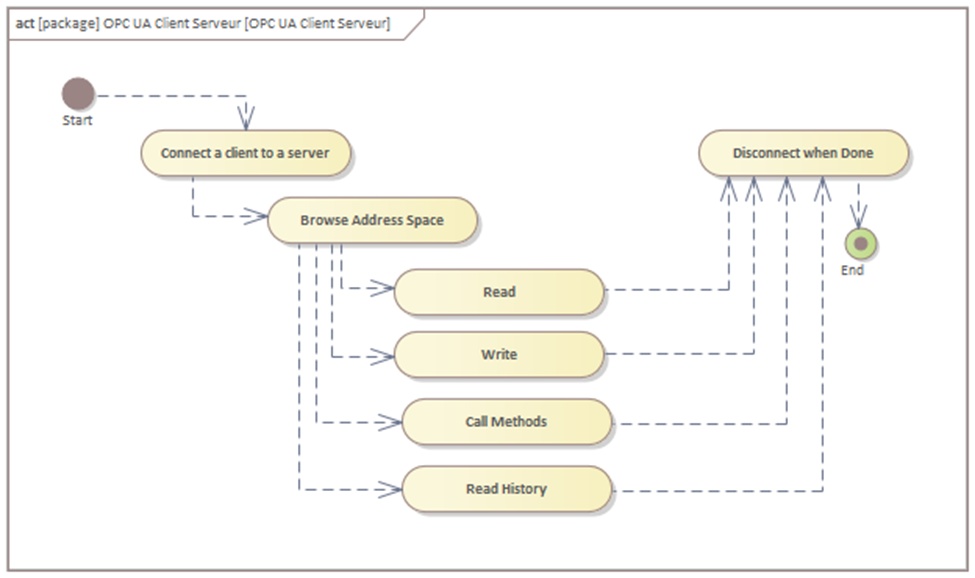 act [package] OPC UA Client Serveur [OPC UA Client Serveur]
Start
Connect a client to a server
Disconnect when Done
Browse Address Space
End
Read
Write
Call Methods
Read History